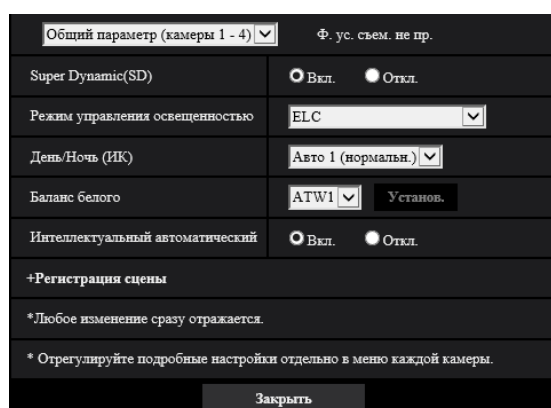 Общий параметр (камеры 1 - 4) Ф. ус. съем. не пр.
Super Dynamic(SD) Вкл. Откл.
Режим управления освещенностью ELC
День/Ночь (ИК) Авто 1 (нормальн.)
Баланс белого ATW1 Установ.
Интеллектуальный автоматический Вкл. Откл.
+Регистрация сцены
*Любое изменение сразу отражается.
* Отрегулируйте подробные настройки отдельно в меню каждой камеры.
Закрыть